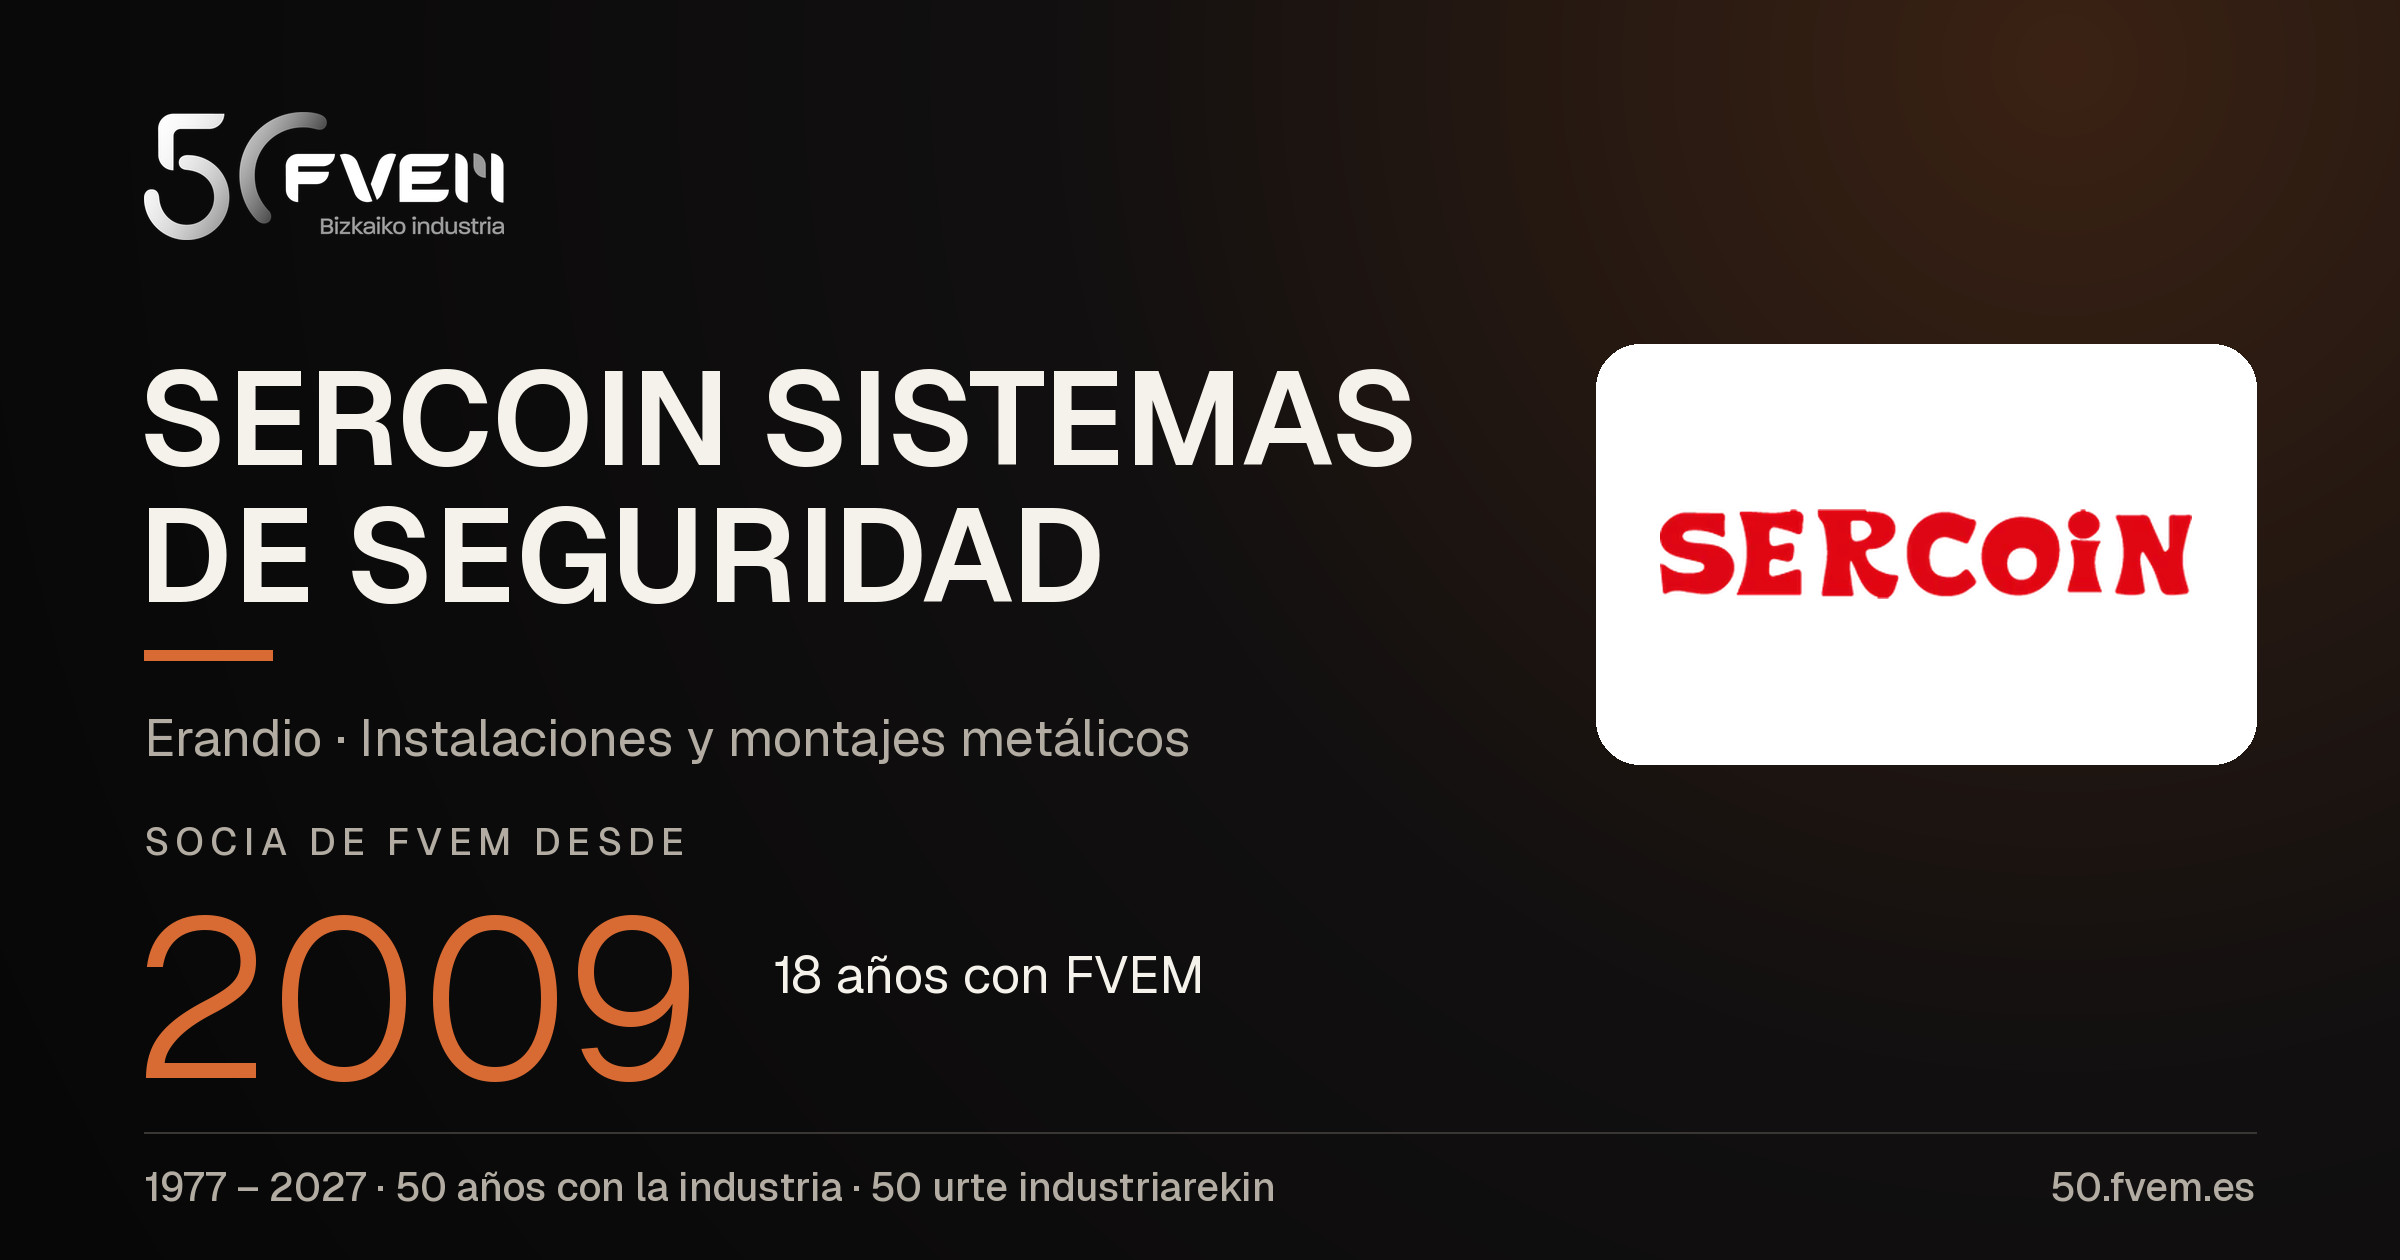 50 FVEM
Bizkaiko industria
SERCOIN SISTEMAS
DE SEGURIDAD
SERCOiN
Erandio · Instalaciones y montajes metálicos
SOCIA DE FVEM DESDE
2009
18 años con FVEM
1977 – 2027 · 50 años con la industria · 50 urte industriarekin
50.fvem.es